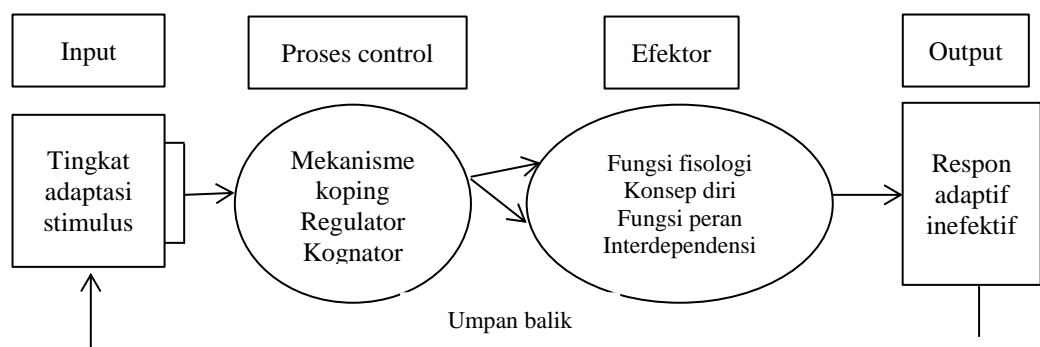 Input
Proses control
Efektor
Output
Tingkat
adaptasi
stimulus
Mekanisme
koping
Regulator
Kognator
Fungsi fisologi
Konsep diri
Fungsi peran
Interdependensi
Respon
adaptif
inefektif
Umpan balik